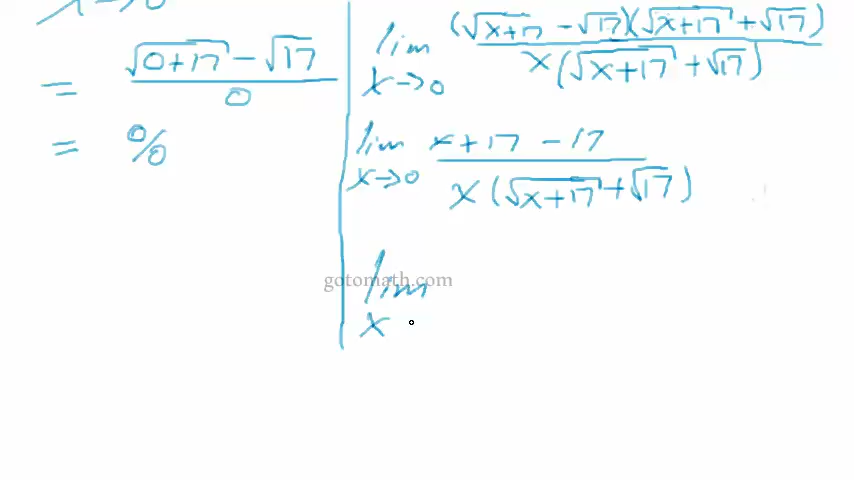 x→0
= √0+17 − √17 / 0
= 0/0
lim x→0 (√x+17 − √17)(√x+17 + √17) / x(√x+17 + √17)
lim x→0 x+17 − 17 / x(√x+17 + √17)
gotomath.com
lim
x